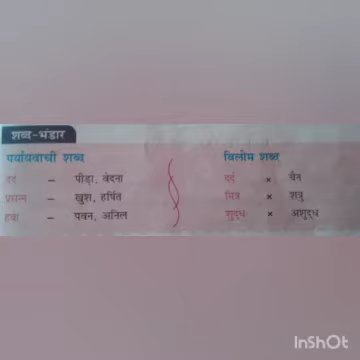 शब्द-भंडार
पर्यायवाची शब्द
दर्द – पीड़ा, वेदना
प्रसन्न – खुश, हर्षित
हवा – पवन, अनिल
विलोम शब्द
दर्द × चैन
मित्र × शत्रु
शुद्ध × अशुद्ध
InShOt